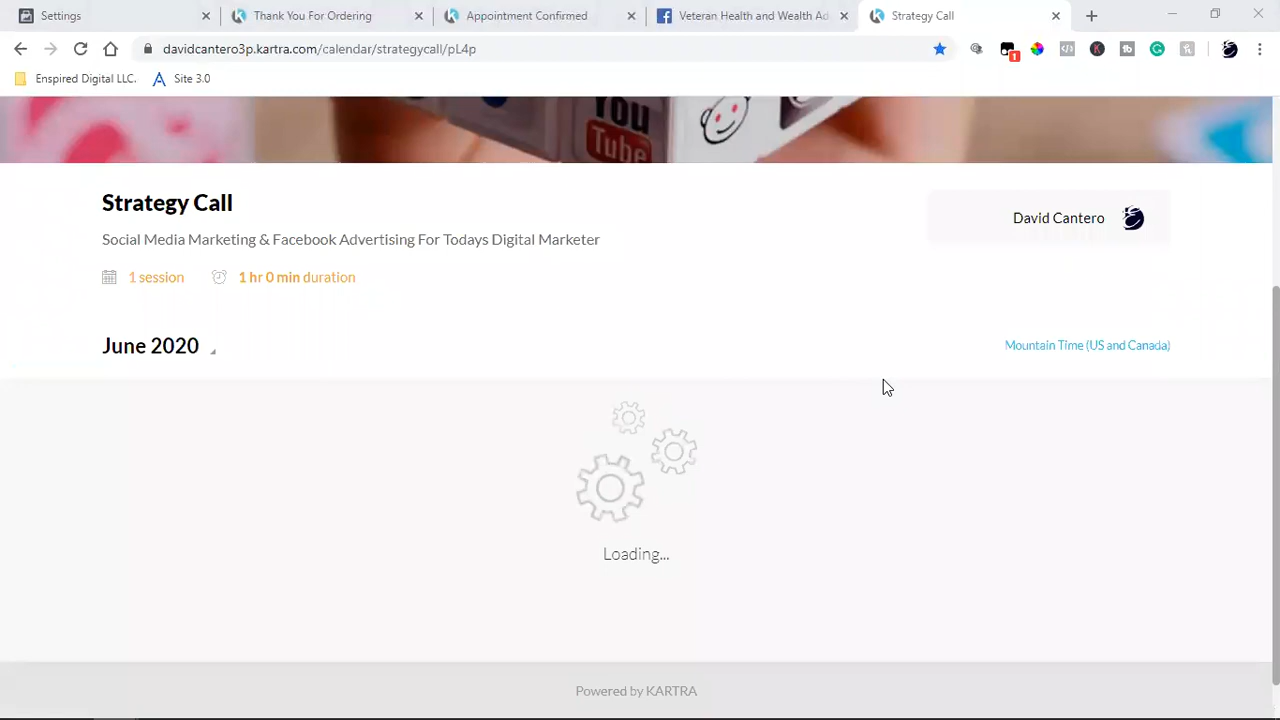 Settings
Thank You For Ordering
Appointment Confirmed
Veteran Health and Wealth Ad
Strategy Call
davidcantero3p.kartra.com/calendar/strategycall/pL4p
1
Enspired Digital LLC.
Site 3.0
YOU
Tube
Strategy Call
David Cantero
Social Media Marketing & Facebook Advertising For Todays Digital Marketer
1 session
1 hr 0 min duration
June 2020
Mountain Time (US and Canada)
Loading...
Powered by KARTRA